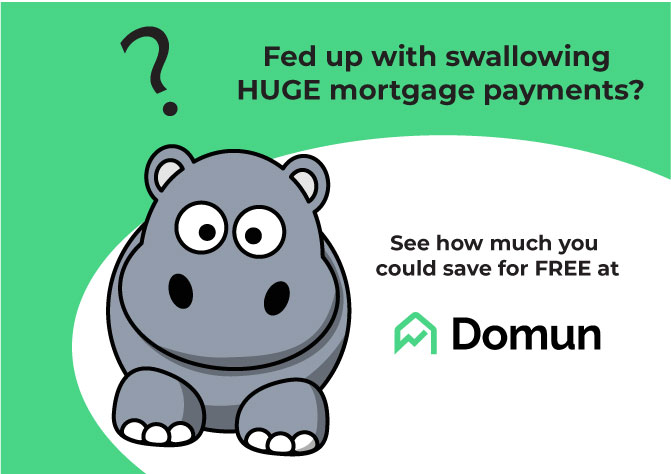 ?
Fed up with swallowing
HUGE mortgage payments?
See how much you
could save for FREE at
Domun